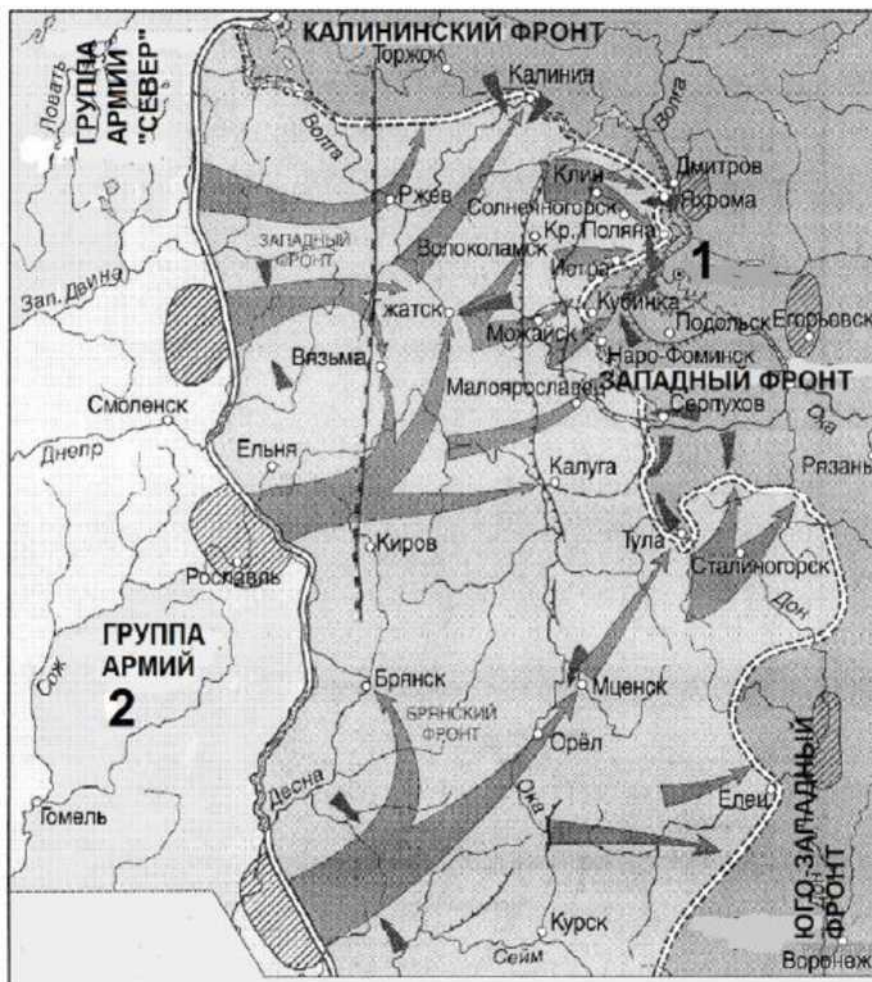 КАЛИНИНСКИЙ ФРОНТ
Торжок
Ловать
ГРУППА
АРМИЙ
"СЕВЕР"
Калинин
Волга
Волга
Дмитров
Клин
Яхрома
Ржев
Солнечногорск
Кр. Поляна
ЗАПАДНЫЙ
ФРОНТ
Волоколамск
Истра
1
Зап. Двина
Гжатск
Кубинка
Можайск
Подольск
Егорьевск
Наро-Фоминск
Вязьма
Малоярославец
ЗАПАДНЫЙ ФРОНТ
Смоленск
Серпухов
Ока
Днепр
Ельня
Калуга
Рязань
Киров
Тула
Рославль
Сталиногорск
Дон
ГРУППА
АРМИЙ
2
Сож
Брянск
Мценск
БРЯНСКИЙ
ФРОНТ
Орёл
Десна
Ока
Елец
Гомель
ЮГО-ЗАПАДНЫЙ
ФРОНТ
Дон
Курск
Сейм
Воронеж